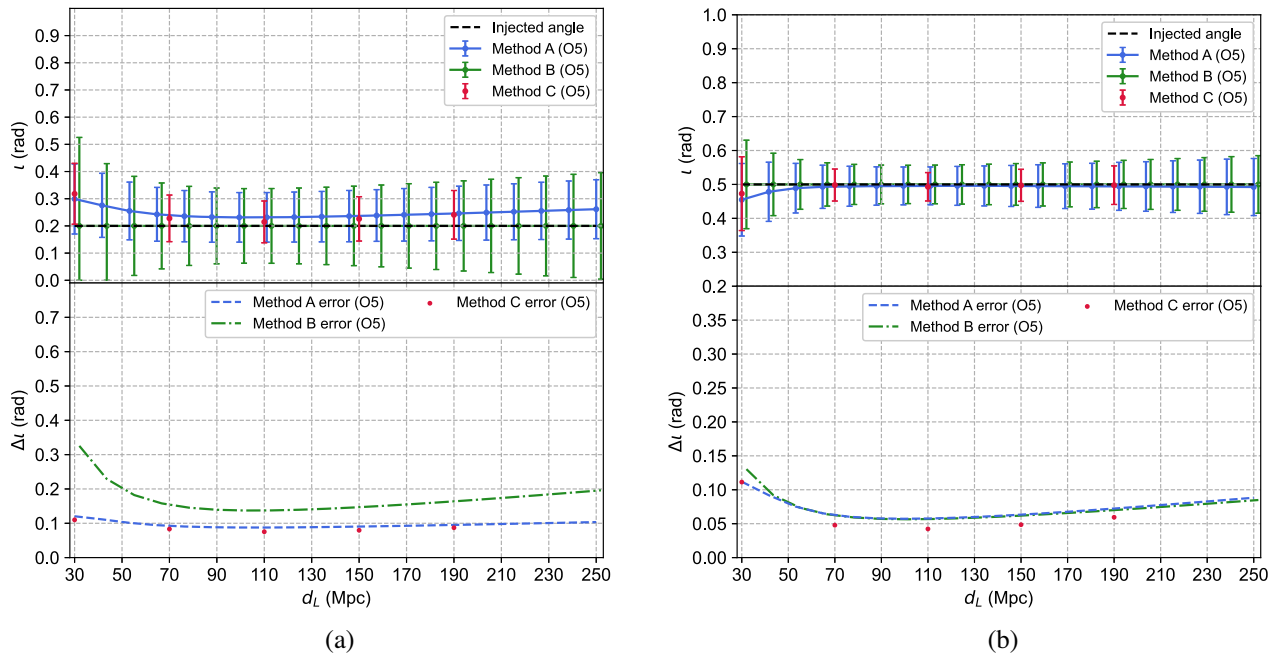 Injected angle
Method A (O5)
Method B (O5)
Method C (O5)
ι (rad)
0.9
0.8
0.7
0.6
0.5
0.4
0.3
0.2
0.1
0.0
Method A error (O5)
Method B error (O5)
Method C error (O5)
Δι (rad)
0.7
0.6
0.5
0.4
0.3
0.2
0.1
0.0
30 50 70 90 110 130 150 170 190 210 230 250
d_L (Mpc)
(a)
Injected angle
Method A (O5)
Method B (O5)
Method C (O5)
ι (rad)
1.0
0.9
0.8
0.7
0.6
0.5
0.4
0.3
0.2
Method A error (O5)
Method B error (O5)
Method C error (O5)
Δι (rad)
0.35
0.30
0.25
0.20
0.15
0.10
0.05
0.00
30 50 70 90 110 130 150 170 190 210 230 250
d_L (Mpc)
(b)